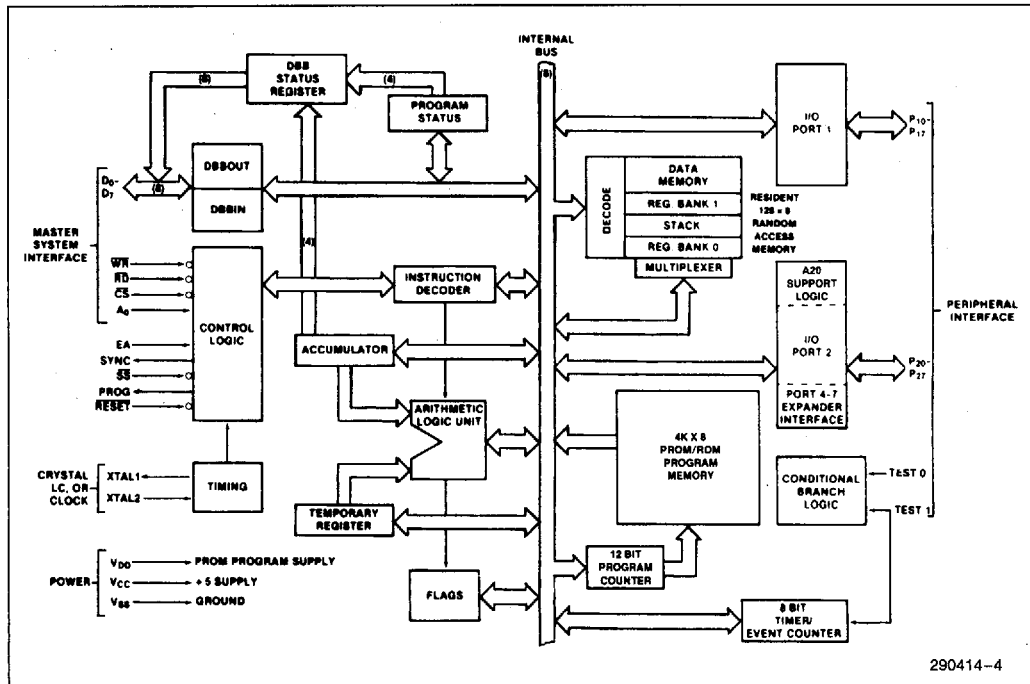 INTERNAL
BUS
(8)
DBB
STATUS
REGISTER
(8)
(4)
PROGRAM
STATUS
DBBOUT
DBBIN
D0-
D7
(8)
MASTER
SYSTEM
INTERFACE
WR
RD
CS
A0
EA
SYNC
SS
PROG
RESET
CONTROL
LOGIC
(4)
INSTRUCTION
DECODER
ACCUMULATOR
ARITHMETIC
LOGIC UNIT
TEMPORARY
REGISTER
FLAGS
CRYSTAL
LC, OR
CLOCK
XTAL1
XTAL2
TIMING
POWER
VDD PROM PROGRAM SUPPLY
VCC + 5 SUPPLY
VSS GROUND
I/O
PORT 1
P10-
P17
DECODE
DATA
MEMORY
REG. BANK 1
STACK
REG. BANK 0
MULTIPLEXER
RESIDENT
128 × 8
RANDOM
ACCESS
MEMORY
A20
SUPPORT
LOGIC
I/O
PORT 2
PORT 4-7
EXPANDER
INTERFACE
P20-
P27
PERIPHERAL
INTERFACE
4K X 8
PROM/ROM
PROGRAM
MEMORY
CONDITIONAL
BRANCH
LOGIC
TEST 0
TEST 1
12 BIT
PROGRAM
COUNTER
8 BIT
TIMER/
EVENT COUNTER
290414-4